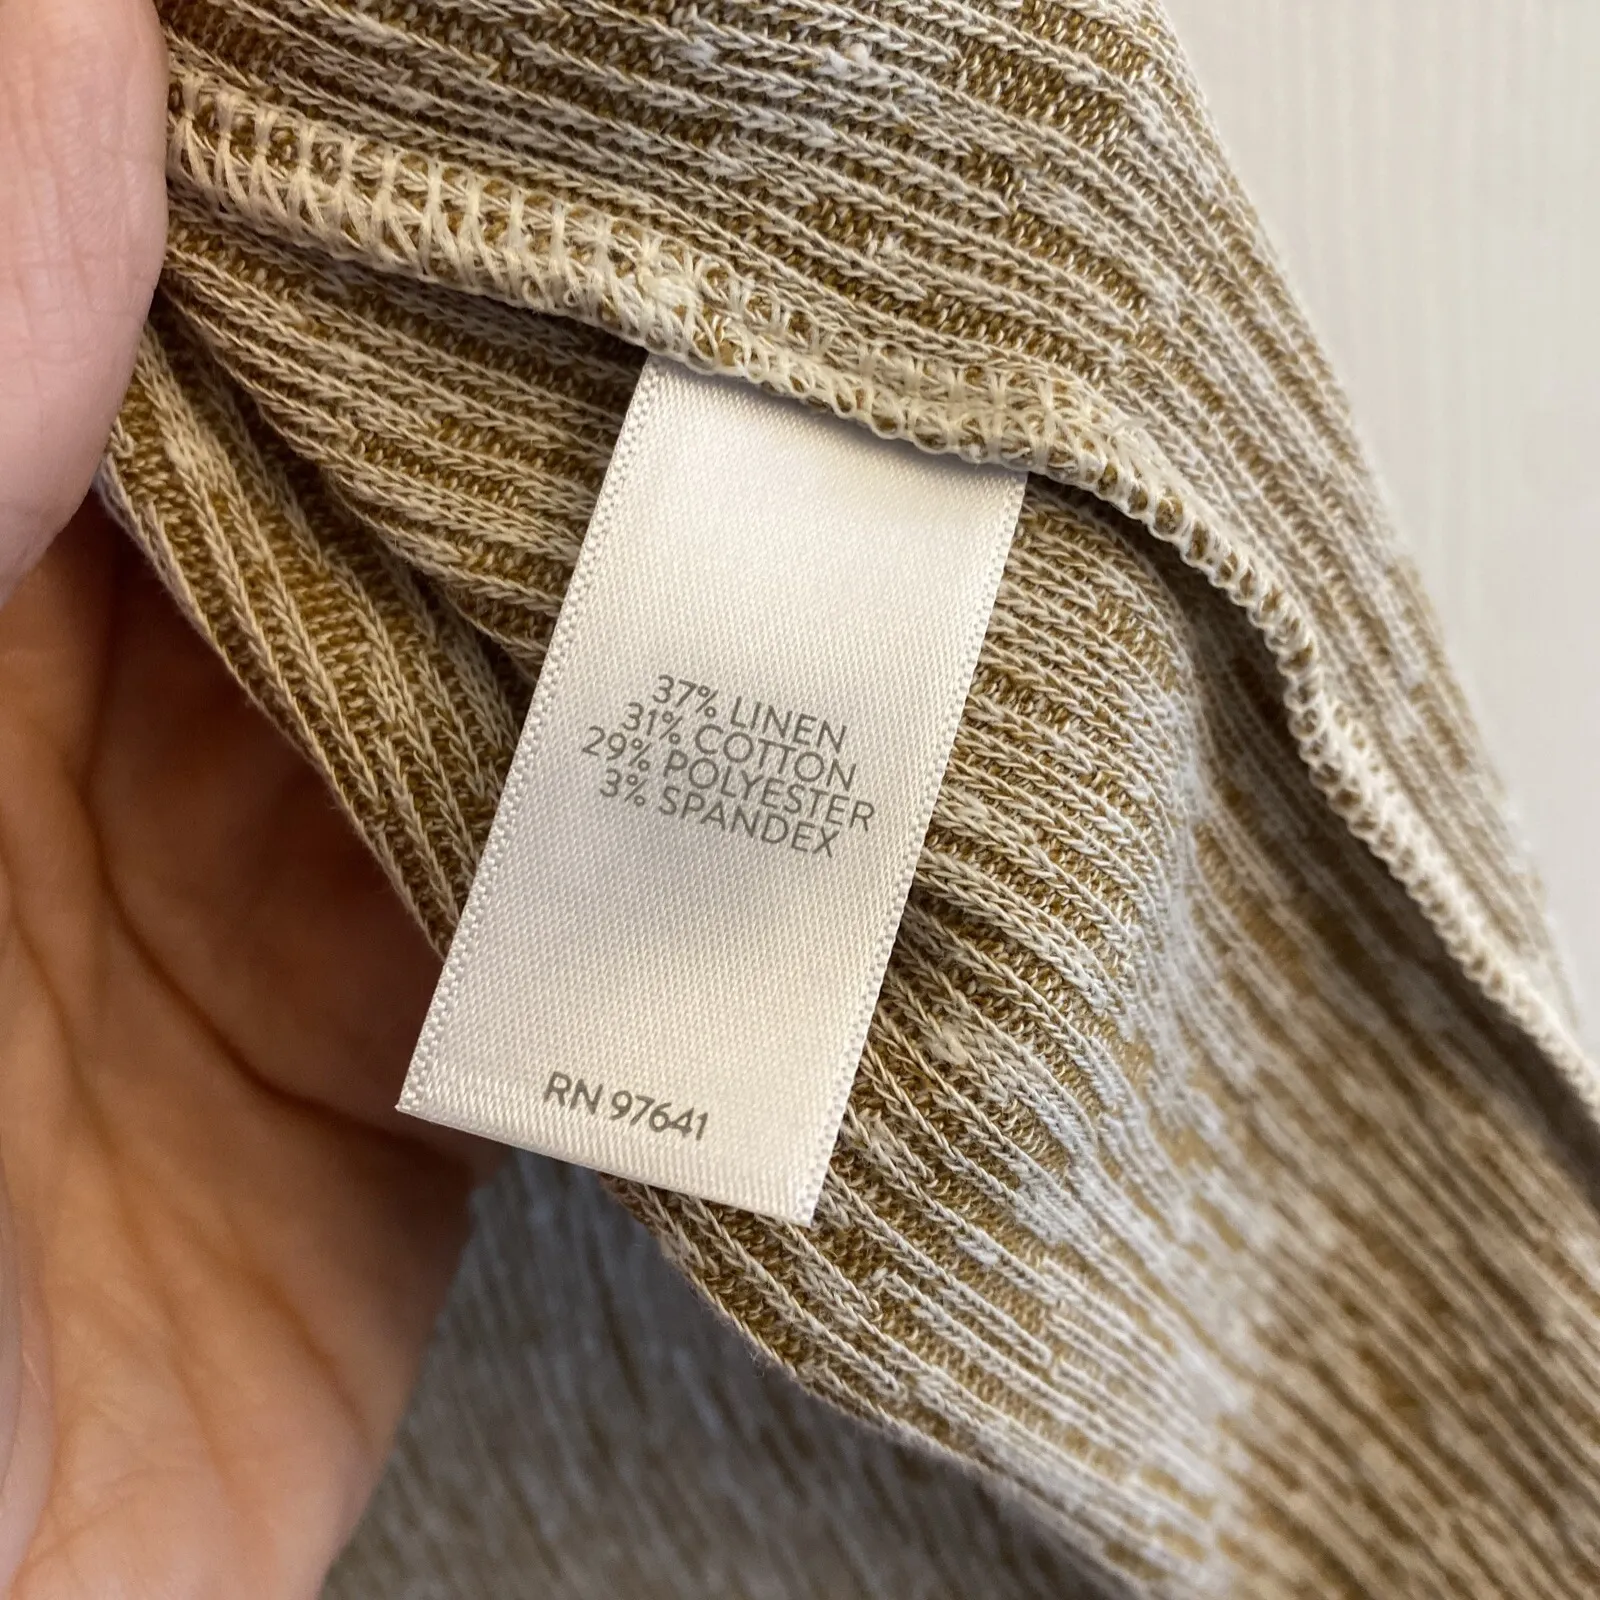 37% LINEN
31% COTTON
29% POLYESTER
3% SPANDEX
RN 97641